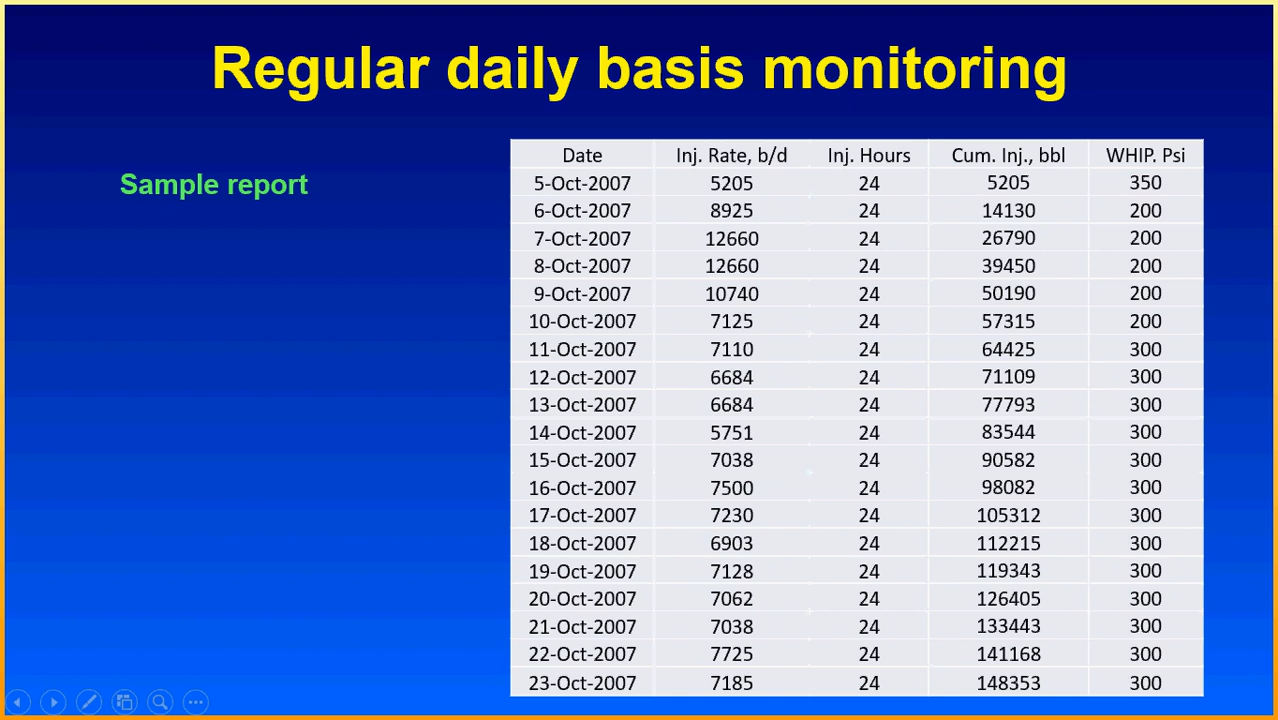 Regular daily basis monitoring
Sample report
Date Inj. Rate, b/d Inj. Hours Cum. Inj., bbl WHIP. Psi
5-Oct-2007 5205 24 5205 350
6-Oct-2007 8925 24 14130 200
7-Oct-2007 12660 24 26790 200
8-Oct-2007 12660 24 39450 200
9-Oct-2007 10740 24 50190 200
10-Oct-2007 7125 24 57315 200
11-Oct-2007 7110 24 64425 300
12-Oct-2007 6684 24 71109 300
13-Oct-2007 6684 24 77793 300
14-Oct-2007 5751 24 83544 300
15-Oct-2007 7038 24 90582 300
16-Oct-2007 7500 24 98082 300
17-Oct-2007 7230 24 105312 300
18-Oct-2007 6903 24 112215 300
19-Oct-2007 7128 24 119343 300
20-Oct-2007 7062 24 126405 300
21-Oct-2007 7038 24 133443 300
22-Oct-2007 7725 24 141168 300
23-Oct-2007 7185 24 148353 300